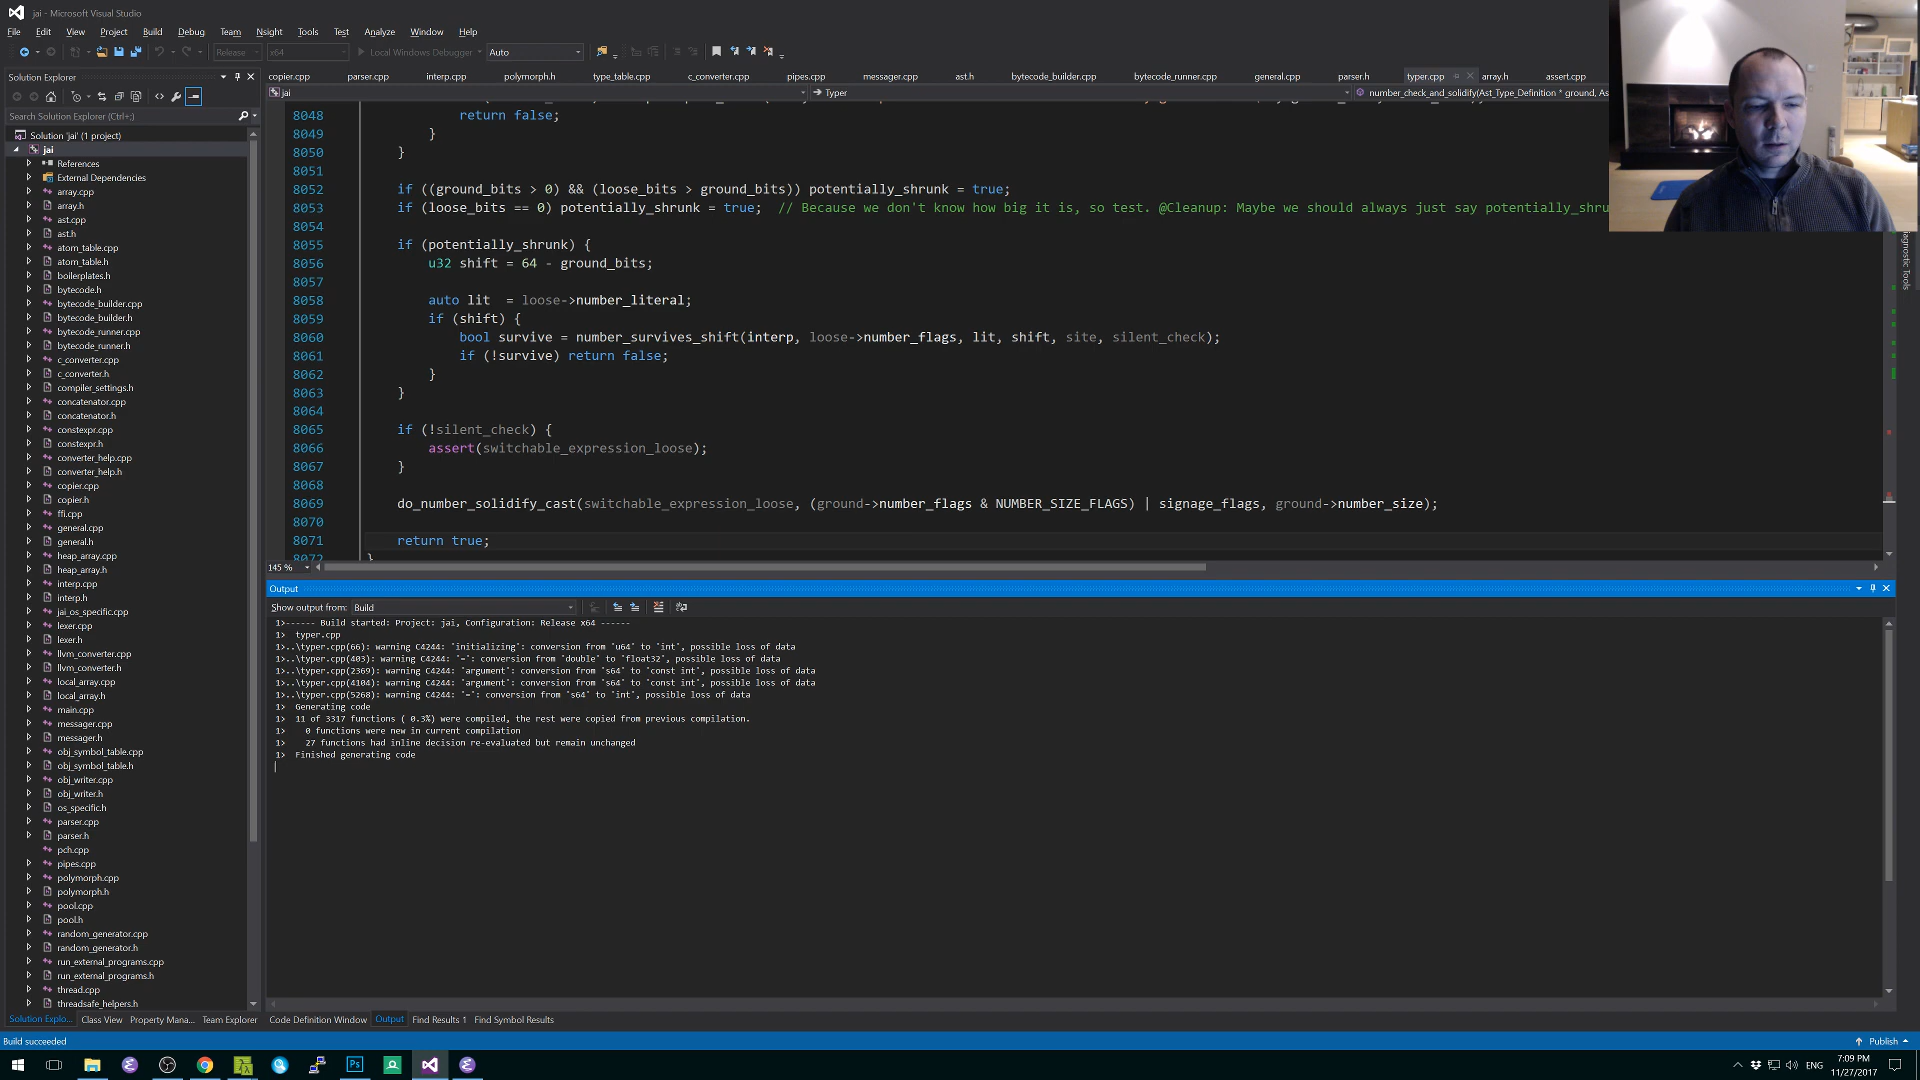 jai - Microsoft Visual Studio
File Edit View Project Build Debug Team Nsight Tools Test Analyze Window Help
Release x64 Local Windows Debugger Auto
Solution Explorer
copier.cpp parser.cpp interp.cpp polymorph.h type_table.cpp c_converter.cpp pipes.cpp messager.cpp ast.h bytecode_builder.cpp bytecode_runner.cpp general.cpp parser.h typer.cpp array.h assert.cpp
jai Typer number_check_and_solidify(Ast_Type_Definition * ground, As
Search Solution Explorer (Ctrl+;)
Solution 'jai' (1 project)
jai
References
External Dependencies
array.cpp
array.h
ast.cpp
ast.h
atom_table.cpp
atom_table.h
boilerplates.h
bytecode.h
bytecode_builder.cpp
bytecode_builder.h
bytecode_runner.cpp
bytecode_runner.h
c_converter.cpp
c_converter.h
compiler_settings.h
concatenator.cpp
concatenator.h
constexpr.cpp
constexpr.h
converter_help.cpp
converter_help.h
copier.cpp
copier.h
ffi.cpp
general.cpp
general.h
heap_array.cpp
heap_array.h
interp.cpp
interp.h
jai_os_specific.cpp
lexer.cpp
lexer.h
llvm_converter.cpp
llvm_converter.h
local_array.cpp
local_array.h
main.cpp
messager.cpp
messager.h
obj_symbol_table.cpp
obj_symbol_table.h
obj_writer.cpp
obj_writer.h
os_specific.h
parser.cpp
parser.h
pch.cpp
pipes.cpp
polymorph.cpp
polymorph.h
pool.cpp
pool.h
random_generator.cpp
random_generator.h
run_external_programs.cpp
run_external_programs.h
thread.cpp
threadsafe_helpers.h
8048 return false;
8049 }
8050 }
8051
8052 if ((ground_bits > 0) && (loose_bits > ground_bits)) potentially_shrunk = true;
8053 if (loose_bits == 0) potentially_shrunk = true;  // Because we don't know how big it is, so test. @Cleanup: Maybe we should always just say potentially_shru
8054
8055 if (potentially_shrunk) {
8056 u32 shift = 64 - ground_bits;
8057
8058 auto lit  = loose->number_literal;
8059 if (shift) {
8060 bool survive = number_survives_shift(interp, loose->number_flags, lit, shift, site, silent_check);
8061 if (!survive) return false;
8062 }
8063 }
8064
8065 if (!silent_check) {
8066 assert(switchable_expression_loose);
8067 }
8068
8069 do_number_solidify_cast(switchable_expression_loose, (ground->number_flags & NUMBER_SIZE_FLAGS) | signage_flags, ground->number_size);
8070
8071 return true;
8072 }
145 %
Diagnostic Tools
Output
Show output from: Build
1>------ Build started: Project: jai, Configuration: Release x64 ------
1>  typer.cpp
1>..\typer.cpp(66): warning C4244: 'initializing': conversion from 'u64' to 'int', possible loss of data
1>..\typer.cpp(403): warning C4244: '=': conversion from 'double' to 'float32', possible loss of data
1>..\typer.cpp(2369): warning C4244: 'argument': conversion from 's64' to 'const int', possible loss of data
1>..\typer.cpp(4104): warning C4244: 'argument': conversion from 's64' to 'const int', possible loss of data
1>..\typer.cpp(5268): warning C4244: '=': conversion from 's64' to 'int', possible loss of data
1>  Generating code
1>  11 of 3317 functions ( 0.3%) were compiled, the rest were copied from previous compilation.
1>    0 functions were new in current compilation
1>    27 functions had inline decision re-evaluated but remain unchanged
1>  Finished generating code
Solution Explo... Class View Property Mana... Team Explorer Code Definition Window Output Find Results 1 Find Symbol Results
Build succeeded Publish
Ps
ENG
7:09 PM
11/27/2017